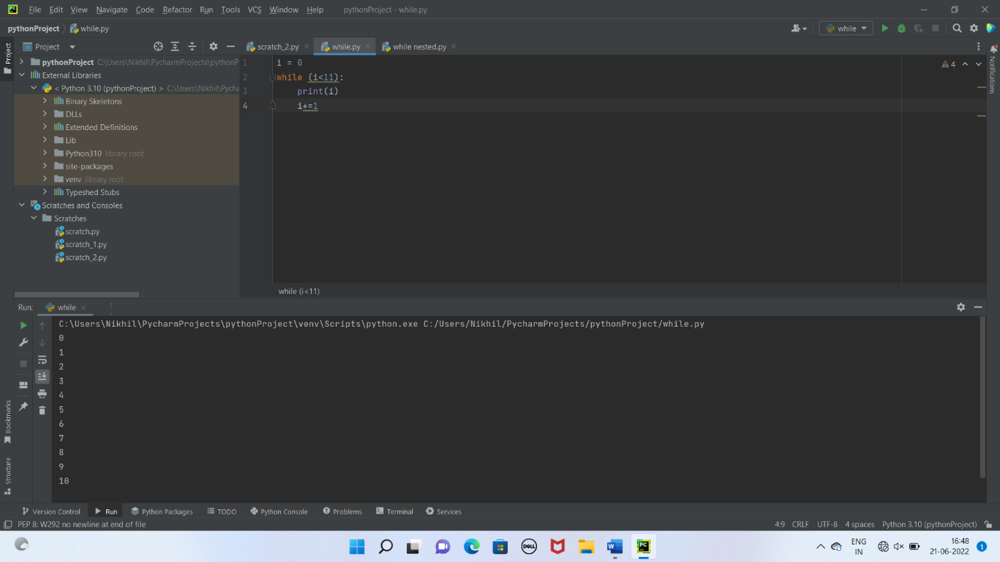 File Edit View Navigate Code Refactor Run Tools VCS Window Help pythonProject - while.py
pythonProject while.py while
Project scratch_2.py while.py while nested.py
Project
Notifications
pythonProject C:\Users\Nikhil\PycharmProjects\pythonP
External Libraries
< Python 3.10 (pythonProject) > C:\Users\Nikhil\Pycha
Binary Skeletons
DLLs
Extended Definitions
Lib
Python310 library root
site-packages
venv library root
Typeshed Stubs
Scratches and Consoles
Scratches
scratch.py
scratch_1.py
scratch_2.py
1 i = 0
2 while (i<11):
3 print(i)
4 i+=1
4
while (i<11)
Run: while
C:\Users\Nikhil\PycharmProjects\pythonProject\venv\Scripts\python.exe C:/Users/Nikhil/PycharmProjects/pythonProject/while.py
0
1
2
3
4
5
6
7
8
9
10
Bookmarks
Structure
Version Control Run Python Packages TODO Python Console Problems Terminal Services
PEP 8: W292 no newline at end of file 4:9 CRLF UTF-8 4 spaces Python 3.10 (pythonProject)
DELL W PC ENG IN 16:48 21-06-2022 1